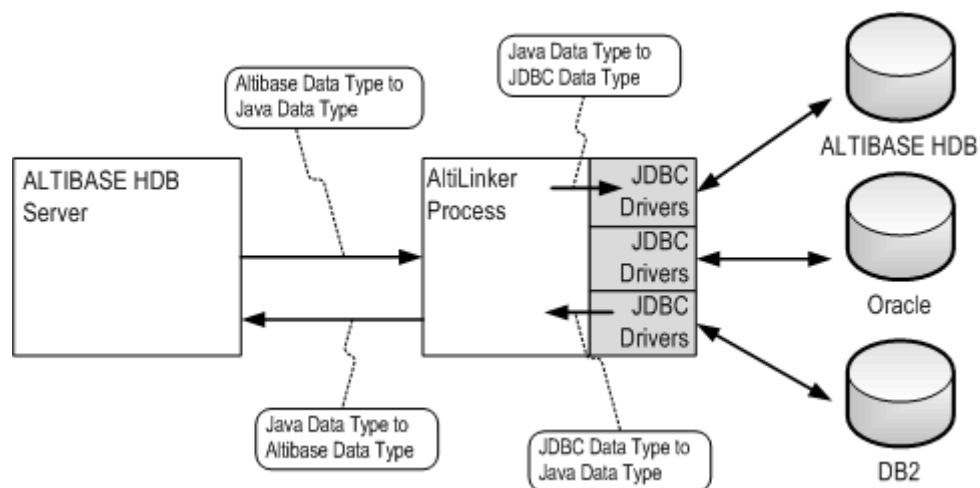 Java Data Type to
JDBC Data Type
Altibase Data Type to
Java Data Type
ALTIBASE HDB
ALTIBASE HDB
Server
AltiLinker
Process
JDBC
Drivers
JDBC
Drivers
JDBC
Drivers
Oracle
Java Data Type to
Altibase Data Type
JDBC Data Type to
Java Data Type
DB2